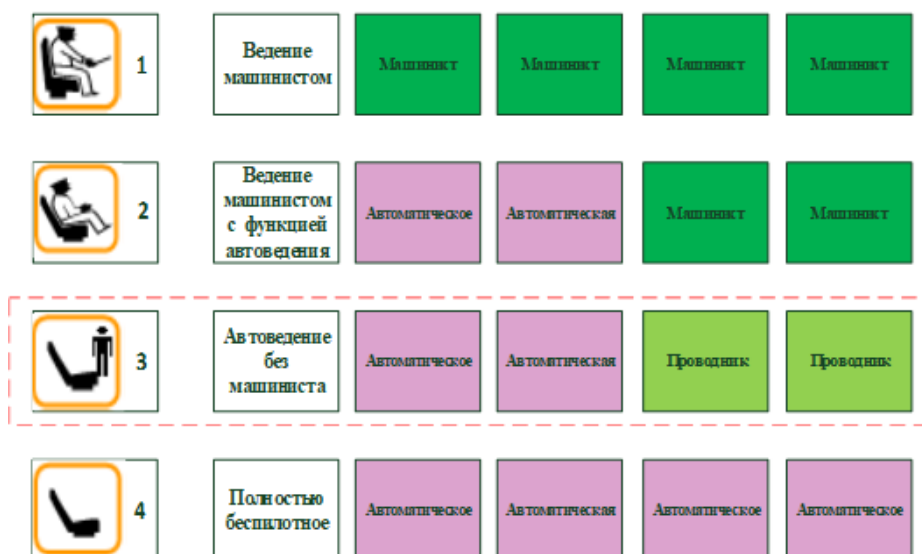 1
Ведение
машинистом
Машинист Машинист Машинист Машинист
2
Ведение
машинистом
с функцией
автоведения
Автоматическое Автоматическая Машинист Машинист
3
Автоведение
без
машиниста
Автоматическое Автоматическая Проводник Проводник
4
Полностью
беспилотное
Автоматическое Автоматическая Автоматическое Автоматическое